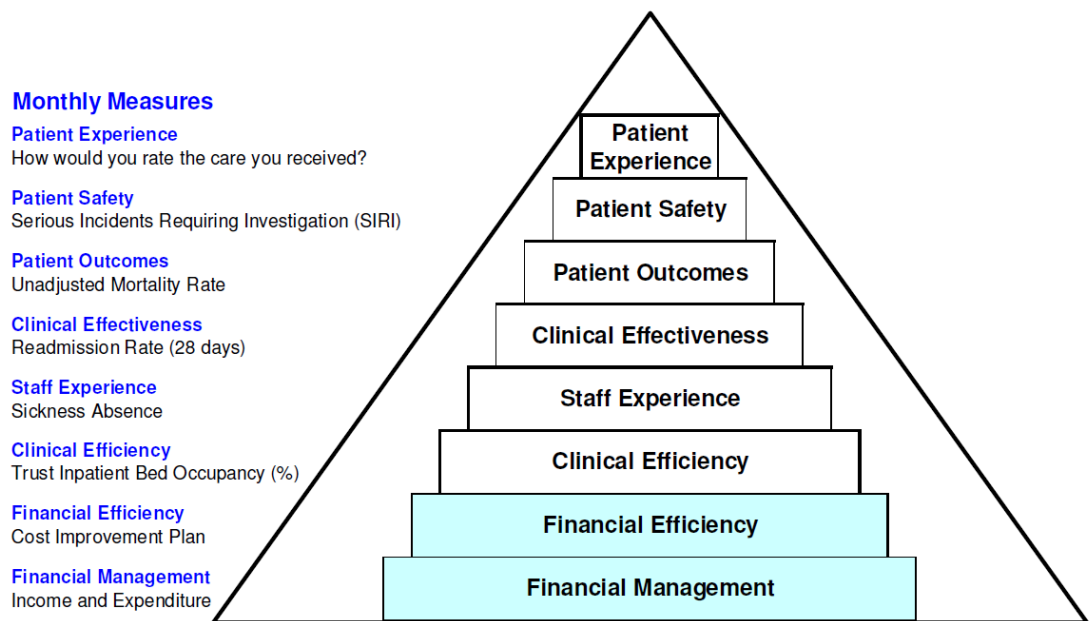 Monthly Measures
Patient Experience
How would you rate the care you received?
Patient Safety
Serious Incidents Requiring Investigation (SIRI)
Patient Outcomes
Unadjusted Mortality Rate
Clinical Effectiveness
Readmission Rate (28 days)
Staff Experience
Sickness Absence
Clinical Efficiency
Trust Inpatient Bed Occupancy (%)
Financial Efficiency
Cost Improvement Plan
Financial Management
Income and Expenditure
Patient
Experience
Patient Safety
Patient Outcomes
Clinical Effectiveness
Staff Experience
Clinical Efficiency
Financial Efficiency
Financial Management